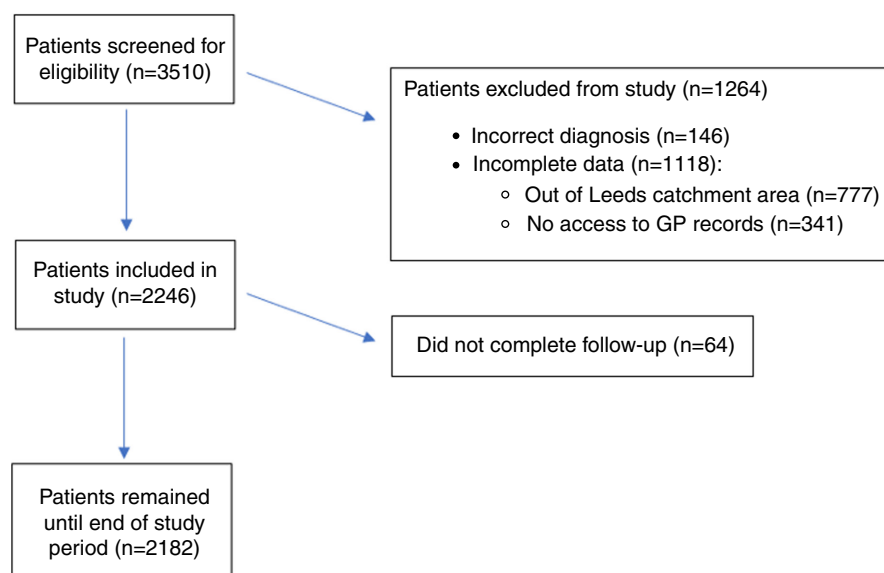 Patients screened for
eligibility (n=3510)
Patients excluded from study (n=1264)
• Incorrect diagnosis (n=146)
• Incomplete data (n=1118):
○ Out of Leeds catchment area (n=777)
○ No access to GP records (n=341)
Patients included in
study (n=2246)
Did not complete follow-up (n=64)
Patients remained
until end of study
period (n=2182)